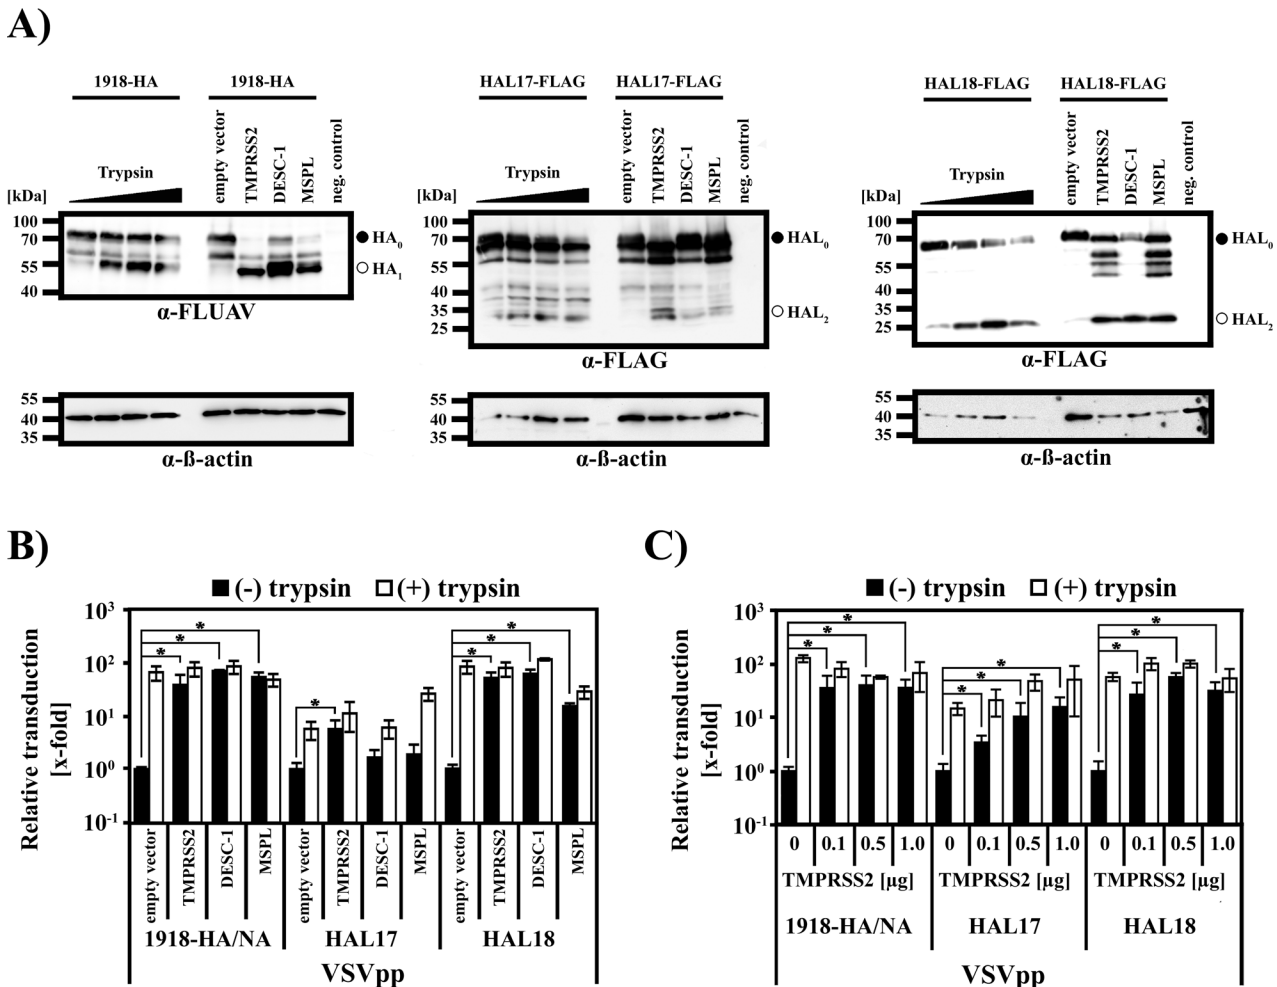 A)
1918-HA 1918-HA
Trypsin
empty vector
TMPRSS2
DESC-1
MSPL
neg. control
[kDa]
100
70
55
40
HA0
HA1
α-FLUAV
55
40
35
α-ß-actin
HAL17-FLAG HAL17-FLAG
Trypsin
empty vector
TMPRSS2
DESC-1
MSPL
neg. control
[kDa]
100
70
55
40
35
25
HAL0
HAL2
α-FLAG
55
40
35
α-ß-actin
HAL18-FLAG HAL18-FLAG
Trypsin
empty vector
TMPRSS2
DESC-1
MSPL
neg. control
[kDa]
100
70
55
40
35
25
HAL0
HAL2
α-FLAG
55
40
35
α-ß-actin
B)
(-) trypsin (+) trypsin
Relative transduction
[x-fold]
10³
10²
10¹
10⁰
10⁻¹
* * * * * * *
empty vector
TMPRSS2
DESC-1
MSPL
empty vector
TMPRSS2
DESC-1
MSPL
empty vector
TMPRSS2
DESC-1
MSPL
1918-HA/NA HAL17 HAL18
VSVpp
C)
(-) trypsin (+) trypsin
Relative transduction
[x-fold]
10³
10²
10¹
10⁰
10⁻¹
* * * * * * * * *
0 0.1 0.5 1.0 0 0.1 0.5 1.0 0 0.1 0.5 1.0
TMPRSS2 [µg] TMPRSS2 [µg] TMPRSS2 [µg]
1918-HA/NA HAL17 HAL18
VSVpp